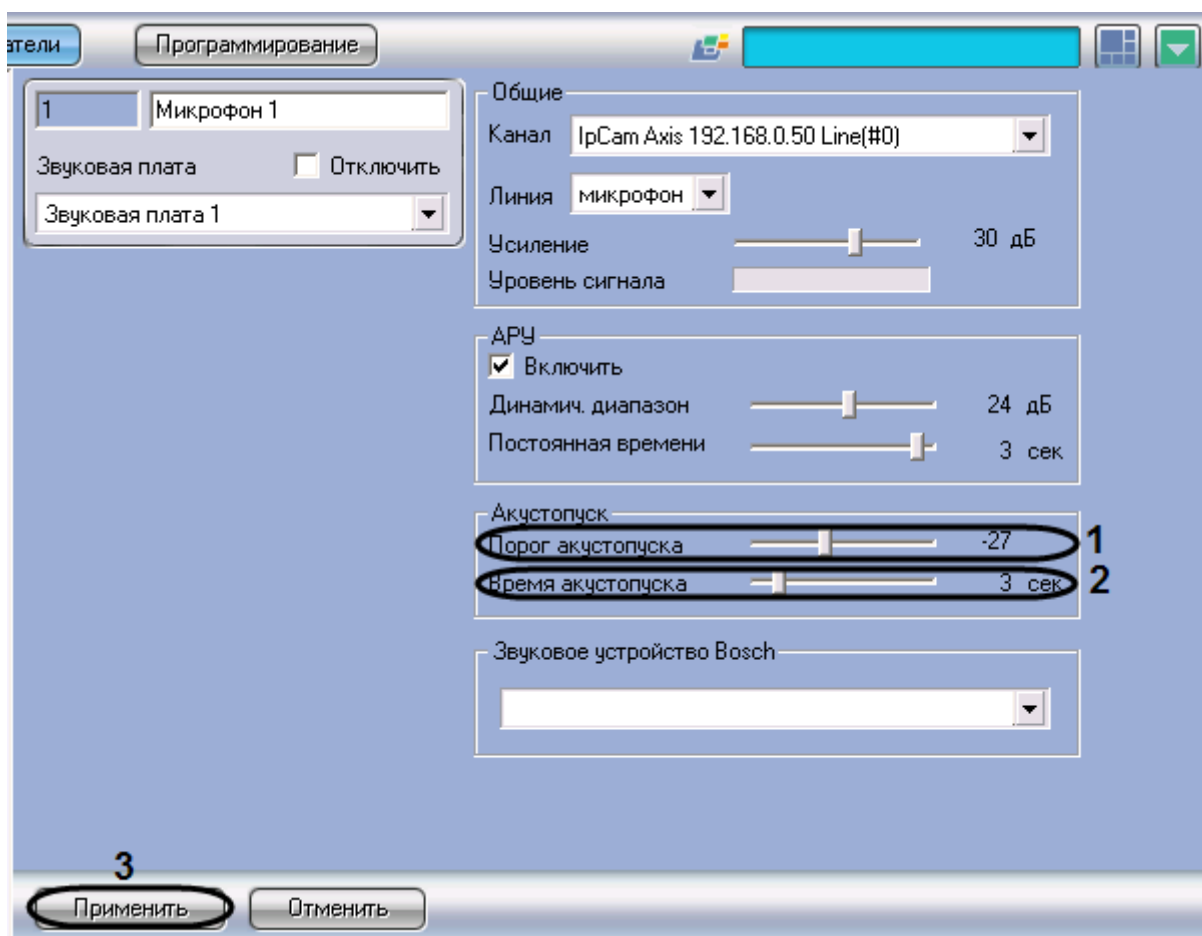 атели
Программирование
1
Микрофон 1
Звуковая плата
Отключить
Звуковая плата 1
Общие
Канал
IpCam Axis 192.168.0.50 Line(#0)
Линия
микрофон
Усиление
30 дБ
Уровень сигнала
АРУ
Включить
Динамич. диапазон
24 дБ
Постоянная времени
3 сек
Акустопуск
Порог акустопуска
-27
1
Время акустопуска
3 сек
2
Звуковое устройство Bosch
3
Применить
Отменить